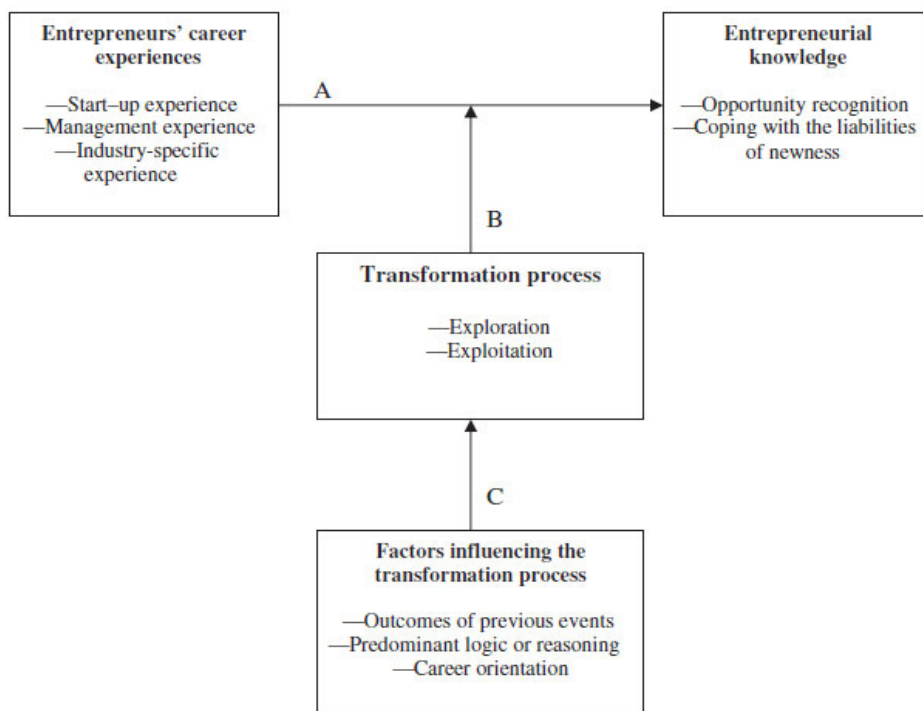 Entrepreneurs’ career
experiences
—Start–up experience
—Management experience
—Industry-specific
experience
A
Entrepreneurial
knowledge
—Opportunity recognition
—Coping with the liabilities
of newness
B
Transformation process
—Exploration
—Exploitation
C
Factors influencing the
transformation process
—Outcomes of previous events
—Predominant logic or reasoning
—Career orientation